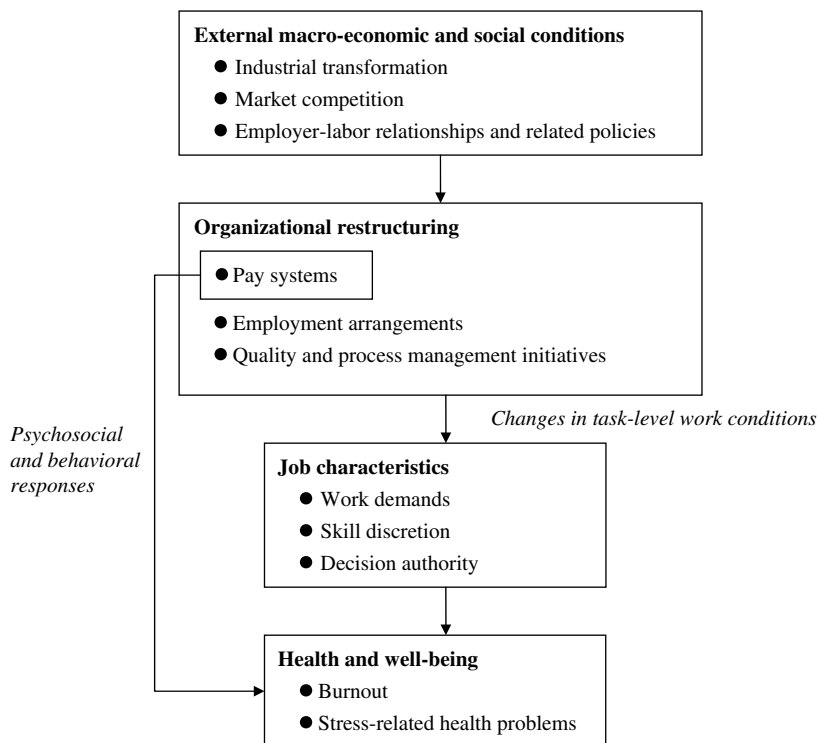 External macro-economic and social conditions
● Industrial transformation
● Market competition
● Employer-labor relationships and related policies
Organizational restructuring
● Pay systems
● Employment arrangements
● Quality and process management initiatives
Changes in task-level work conditions
Psychosocial
and behavioral
responses
Job characteristics
● Work demands
● Skill discretion
● Decision authority
Health and well-being
● Burnout
● Stress-related health problems